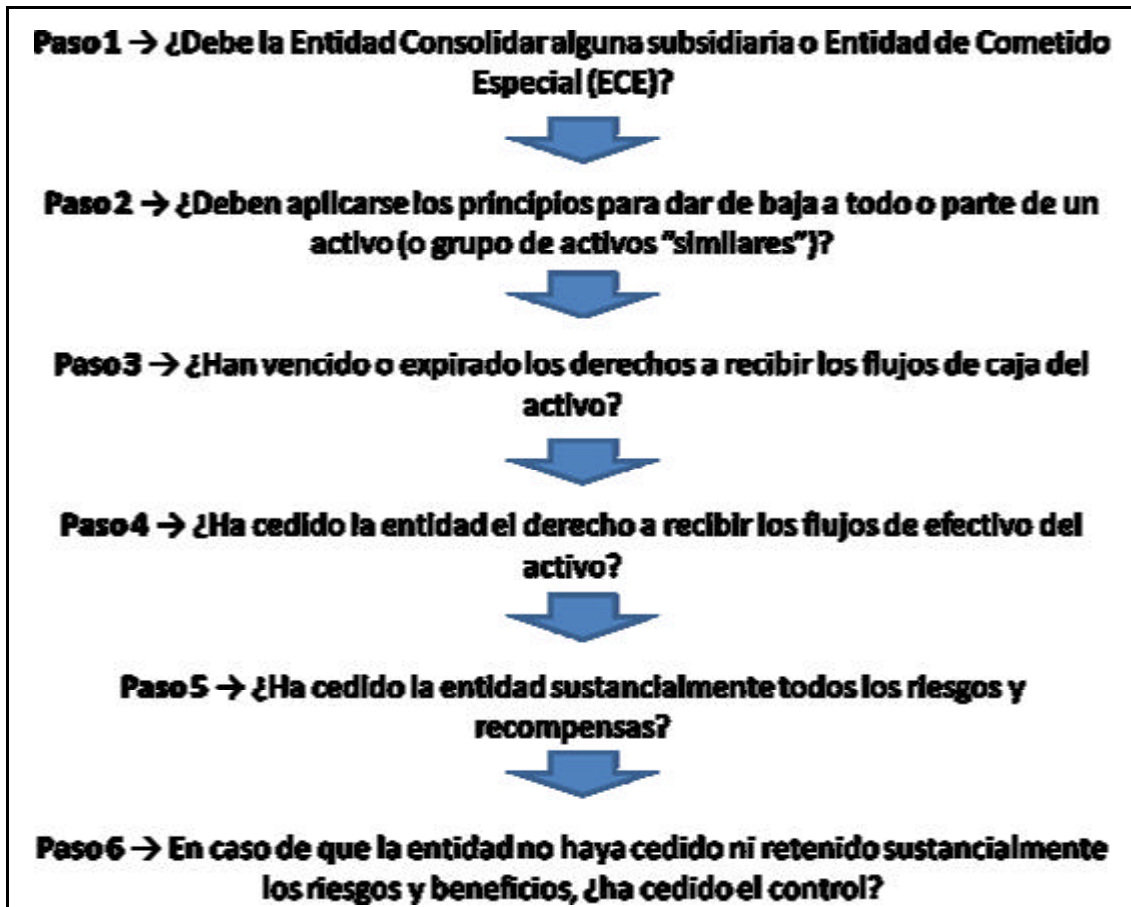 Paso 1 → ¿Debe la Entidad Consolidar alguna subsidiaria o Entidad de Cometido
Especial (ECE)?
Paso 2 → ¿Deben aplicarse los principios para dar de baja a todo o parte de un
activo (o grupo de activos "similares")?
Paso 3 → ¿Han vencido o expirado los derechos a recibir los flujos de caja del
activo?
Paso 4 → ¿Ha cedido la entidad el derecho a recibir los flujos de efectivo del
activo?
Paso 5 → ¿Ha cedido la entidad sustancialmente todos los riesgos y
recompensas?
Paso 6 → En caso de que la entidad no haya cedido ni retenido sustancialmente
los riesgos y beneficios, ¿ha cedido el control?